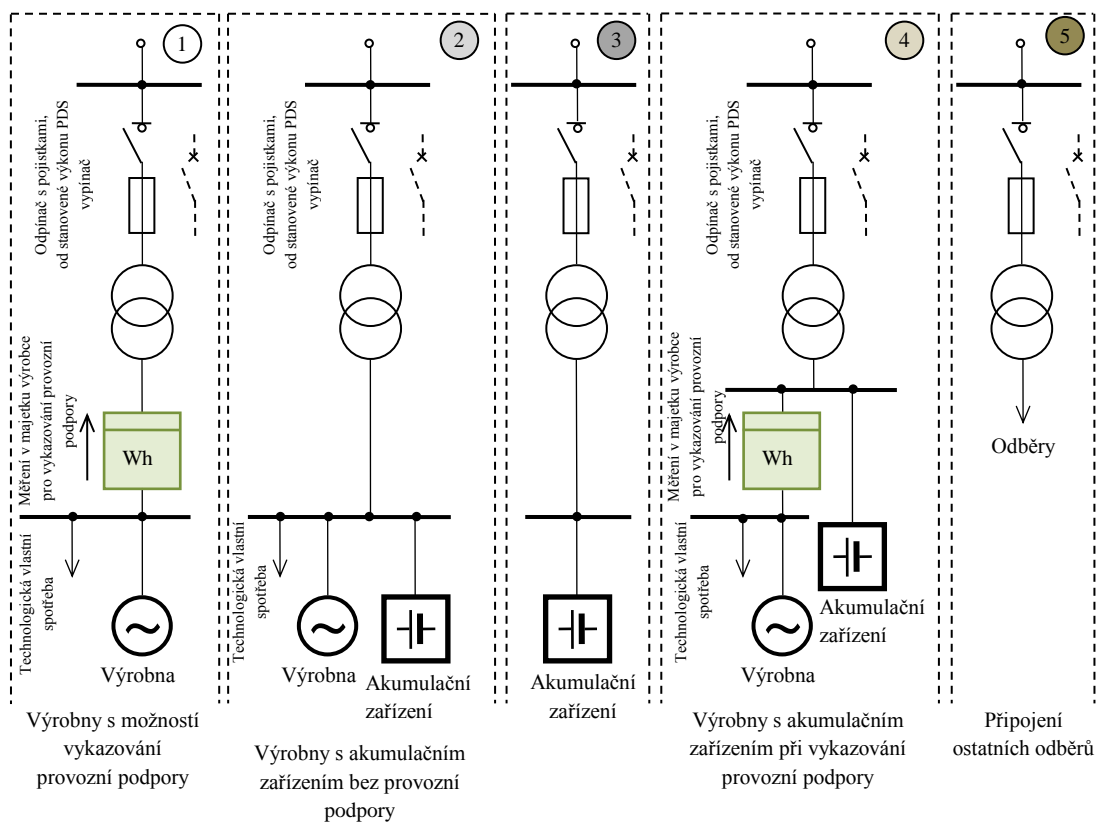 1
Odpínač s pojistkami,
od stanovené výkonu PDS
vypínač
Měření v majetku výrobce
pro vykazování provozní
podpory
Wh
Technologická vlastní
spotřeba
Výrobna
Výrobny s možností
vykazování
provozní podpory
2
Odpínač s pojistkami,
od stanovené výkonu PDS
vypínač
Technologická vlastní
spotřeba
Výrobna
Akumulační
zařízení
Výrobny s akumulačním
zařízením bez provozní
podpory
3
Akumulační
zařízení
4
Odpínač s pojistkami,
od stanovené výkonu PDS
vypínač
Měření v majetku výrobce
pro vykazování provozní
podpory
Wh
Technologická vlastní
spotřeba
Výrobna
Akumulační
zařízení
Výrobny s akumulačním
zařízením při vykazování
provozní podpory
5
Odběry
Připojení
ostatních odběrů